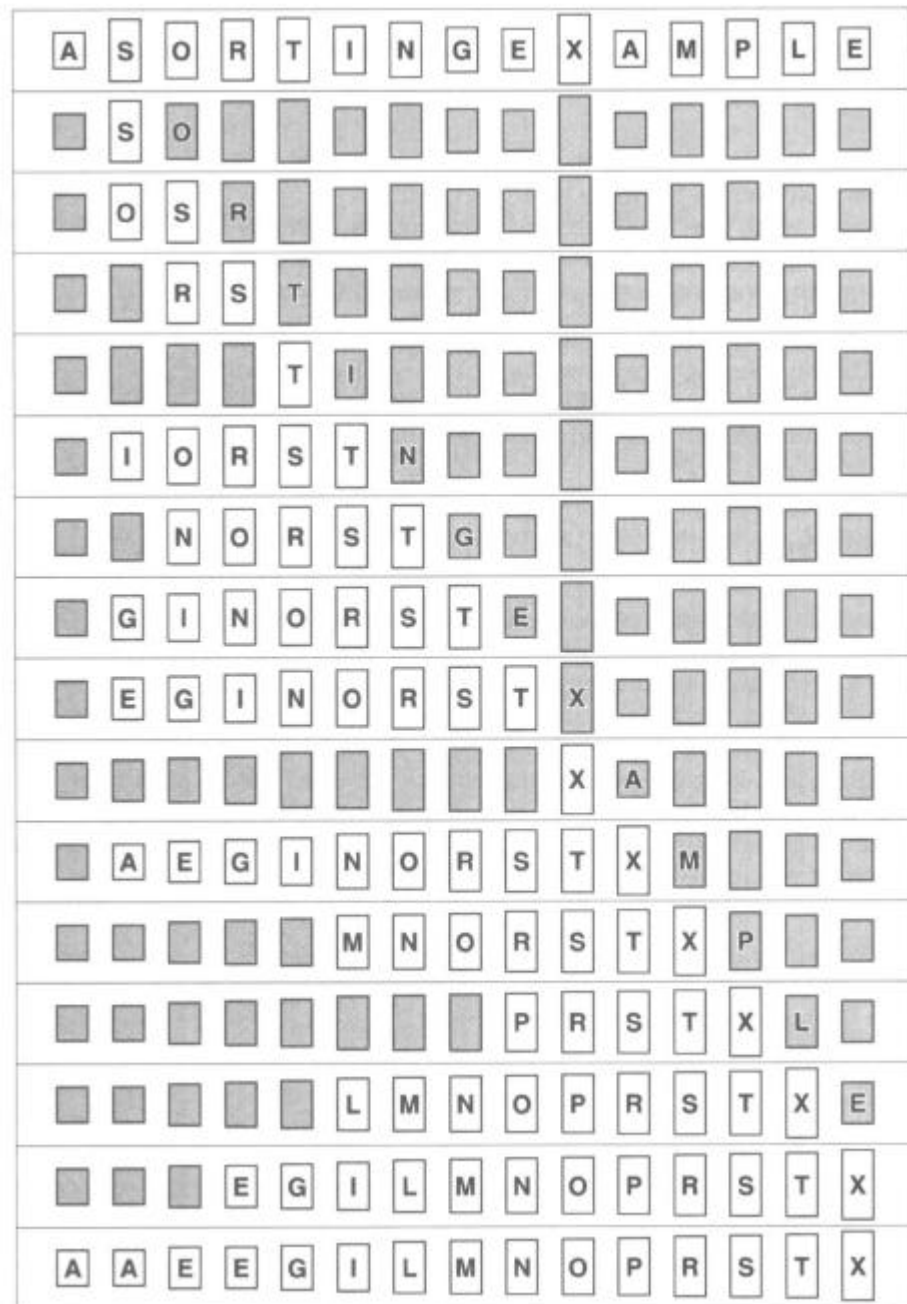 A S O R T I N G E X A M P L E
S O
O S R
R S T
T I
I O R S T N
N O R S T G
G I N O R S T E
E G I N O R S T X
X A
A E G I N O R S T X M
M N O R S T X P
P R S T X L
L M N O P R S T X E
E G I L M N O P R S T X
A A E E G I L M N O P R S T X